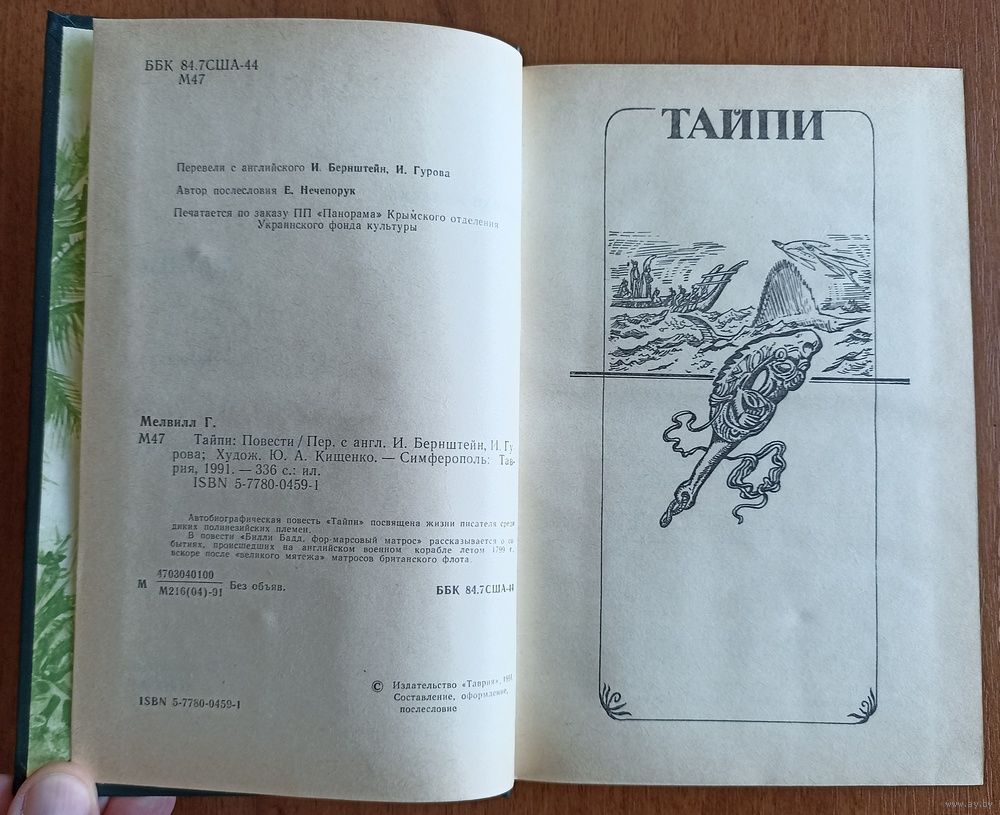 ББК 84.7США-44
М47
Перевели с английского И. Бернштейн, И. Гурова
Автор послесловия Е. Нечепорук
Печатается по заказу ПП «Панорама» Крымского отделения
Украинского фонда культуры
Мелвилл Г.
М47 Тайпи: Повести / Пер. с англ. И. Бернштейн, И. Гу-
рова; Худож. Ю. А. Кищенко. — Симферополь: Тав-
рия, 1991. — 336 с.: ил.
ISBN 5-7780-0459-1
Автобиографическая повесть «Тайпи» посвящена жизни писателя среди
диких полинезийских племен.
В повести «Билли Бадд, фор-марсовый матрос» рассказывается о со-
бытиях, происшедших на английском военном корабле летом 1799 г.,
вскоре после «великого мятежа» матросов британского флота.
М 4703040100
М216(04)-91 Без объяв.
ББК 84.7США-44
ISBN 5-7780-0459-1
© Издательство «Таврия», 1991.
Составление, оформление,
послесловие
ТАЙПИ
www.ay.by